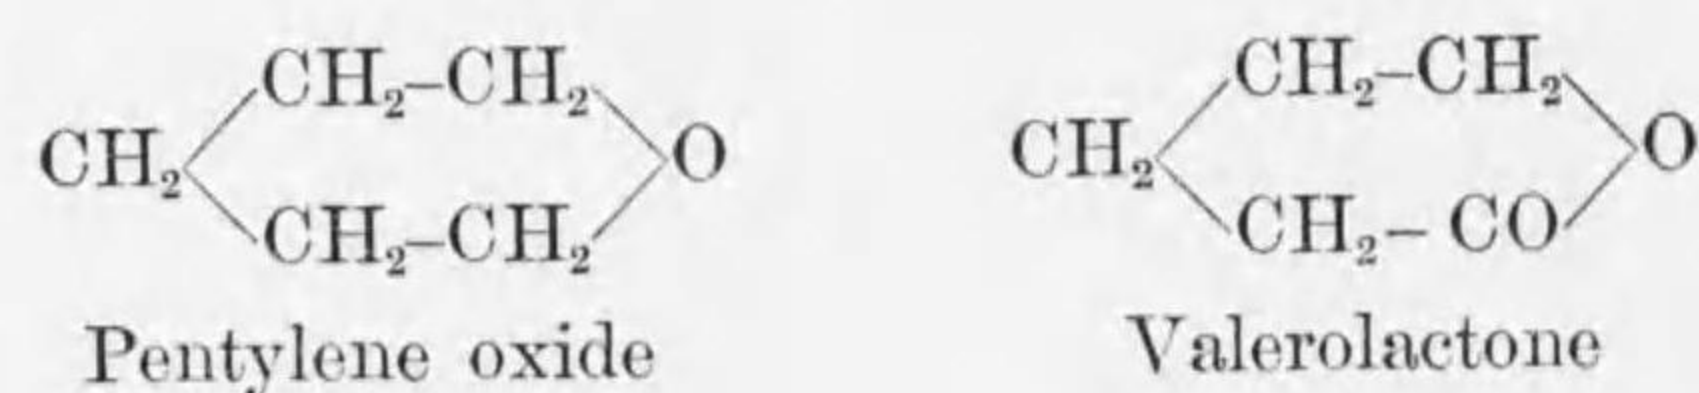 CH₂–CH₂ CH₂–CH₂
CH₂ O CH₂ O
CH₂–CH₂ CH₂– CO
Pentylene oxide Valerolactone